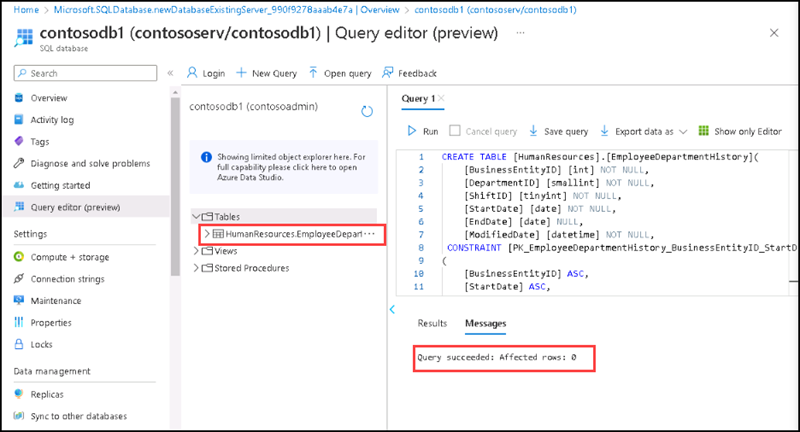 Home > Microsoft.SQLDatabase.newDatabaseExistingServer_990f9278aaab4e7a | Overview > contosodb1 (contososerv/contosodb1)
contosodb1 (contososerv/contosodb1) | Query editor (preview) ...
SQL database
Search
Overview
Activity log
Tags
Diagnose and solve problems
Getting started
Query editor (preview)
Settings
Compute + storage
Connection strings
Maintenance
Properties
Locks
Data management
Replicas
Sync to other databases
Login
New Query
Open query
Feedback
contosodb1 (contosoadmin)
Showing limited object explorer here. For
full capability please click here to open
Azure Data Studio.
Tables
HumanResources.EmployeeDepart...
Views
Stored Procedures
Query 1
Run
Cancel query
Save query
Export data as
Show only Editor
1 CREATE TABLE [HumanResources].[EmployeeDepartmentHistory](
2 [BusinessEntityID] [int] NOT NULL,
3 [DepartmentID] [smallint] NOT NULL,
4 [ShiftID] [tinyint] NOT NULL,
5 [StartDate] [date] NOT NULL,
6 [EndDate] [date] NULL,
7 [ModifiedDate] [datetime] NOT NULL,
8 CONSTRAINT [PK_EmployeeDepartmentHistory_BusinessEntityID_StartD
9 (
10 [BusinessEntityID] ASC,
11 [StartDate] ASC,
Results
Messages
Query succeeded: Affected rows: 0